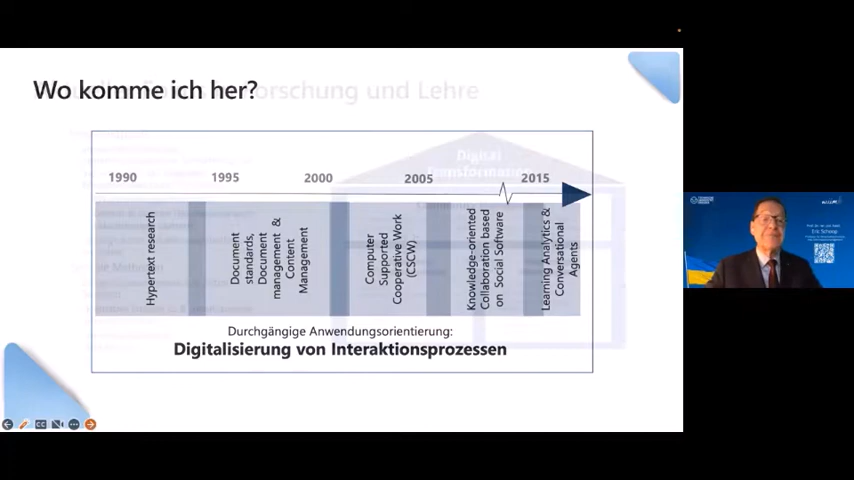 Wo komme ich her?
Forschung und Lehre
Digital
Transformation
1990
1995
2000
2005
2015
Hypertext research
Document
standards,
Document
management &
Content
Management
Computer
Supported
Cooperative Work
(CSCW)
Knowledge-oriented
Collaboration based
on Social Software
Learning Analytics &
Conversational
Agents
Durchgängige Anwendungsorientierung:
Digitalisierung von Interaktionsprozessen